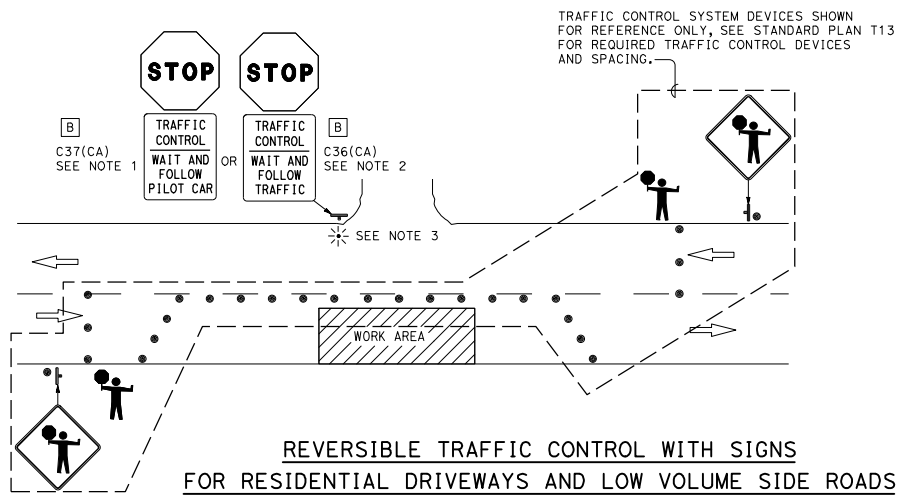 TRAFFIC CONTROL SYSTEM DEVICES SHOWN
FOR REFERENCE ONLY, SEE STANDARD PLAN T13
FOR REQUIRED TRAFFIC CONTROL DEVICES
AND SPACING.
STOP
STOP
B
C37(CA)
SEE NOTE 1
TRAFFIC
CONTROL
WAIT AND
FOLLOW
PILOT CAR
OR
TRAFFIC
CONTROL
WAIT AND
FOLLOW
TRAFFIC
B
C36(CA)
SEE NOTE 2
SEE NOTE 3
WORK AREA
REVERSIBLE TRAFFIC CONTROL WITH SIGNS
FOR RESIDENTIAL DRIVEWAYS AND LOW VOLUME SIDE ROADS